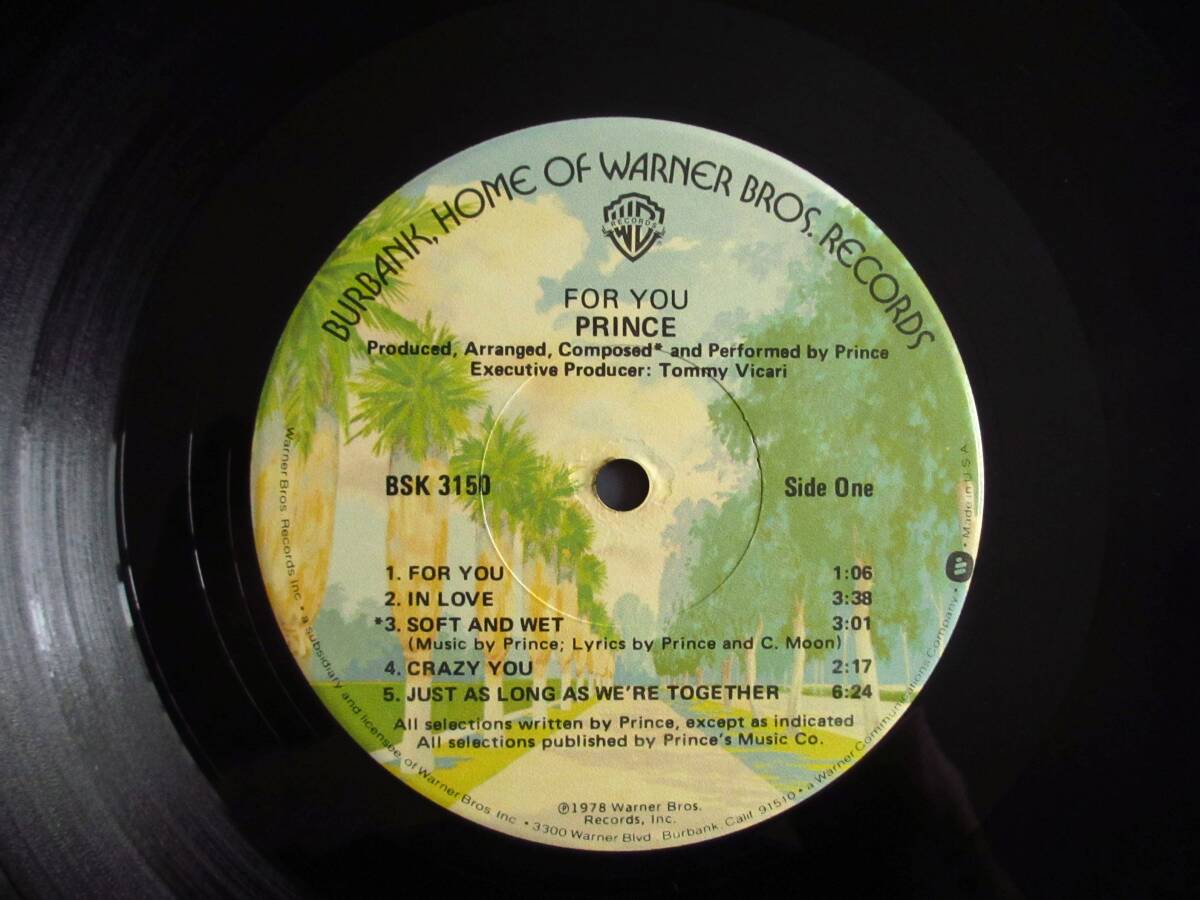 BURBANK, HOME OF WARNER BROS. RECORDS
W
RECORDS
FOR YOU
PRINCE
Produced, Arranged, Composed* and Performed by Prince
Executive Producer: Tommy Vicari
BSK 3150
Side One
1. FOR YOU 1:06
2. IN LOVE 3:38
*3. SOFT AND WET 3:01
(Music by Prince; Lyrics by Prince and C. Moon)
4. CRAZY YOU 2:17
5. JUST AS LONG AS WE'RE TOGETHER 6:24
All selections written by Prince, except as indicated
All selections published by Prince's Music Co.
℗1978 Warner Bros.
Records, Inc.
Warner Bros. Records Inc. • a subsidiary and licensee of Warner Bros. Inc. • 3300 Warner Blvd., Burbank, Calif. 91510 • a Warner Communications Company. • Made in U.S.A.